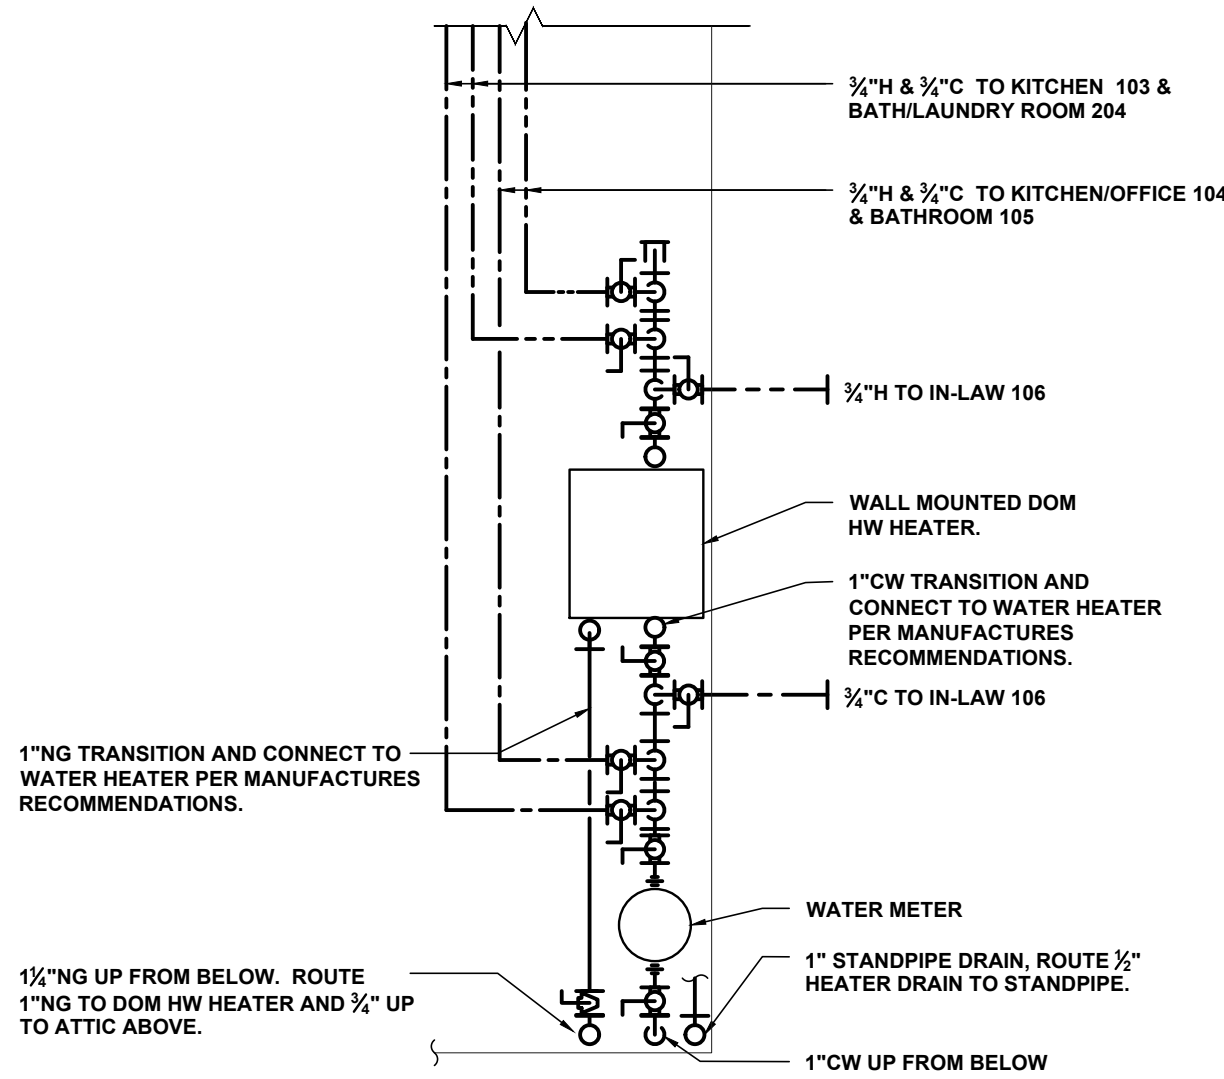 ¾"H & ¾"C TO KITCHEN 103 &
BATH/LAUNDRY ROOM 204
¾"H & ¾"C TO KITCHEN/OFFICE 104
& BATHROOM 105
¾"H TO IN-LAW 106
WALL MOUNTED DOM
HW HEATER.
1"CW TRANSITION AND
CONNECT TO WATER HEATER
PER MANUFACTURES
RECOMMENDATIONS.
¾"C TO IN-LAW 106
1"NG TRANSITION AND CONNECT TO
WATER HEATER PER MANUFACTURES
RECOMMENDATIONS.
WATER METER
1" STANDPIPE DRAIN, ROUTE ½"
HEATER DRAIN TO STANDPIPE.
1¼"NG UP FROM BELOW. ROUTE
1"NG TO DOM HW HEATER AND ¾" UP
TO ATTIC ABOVE.
1"CW UP FROM BELOW